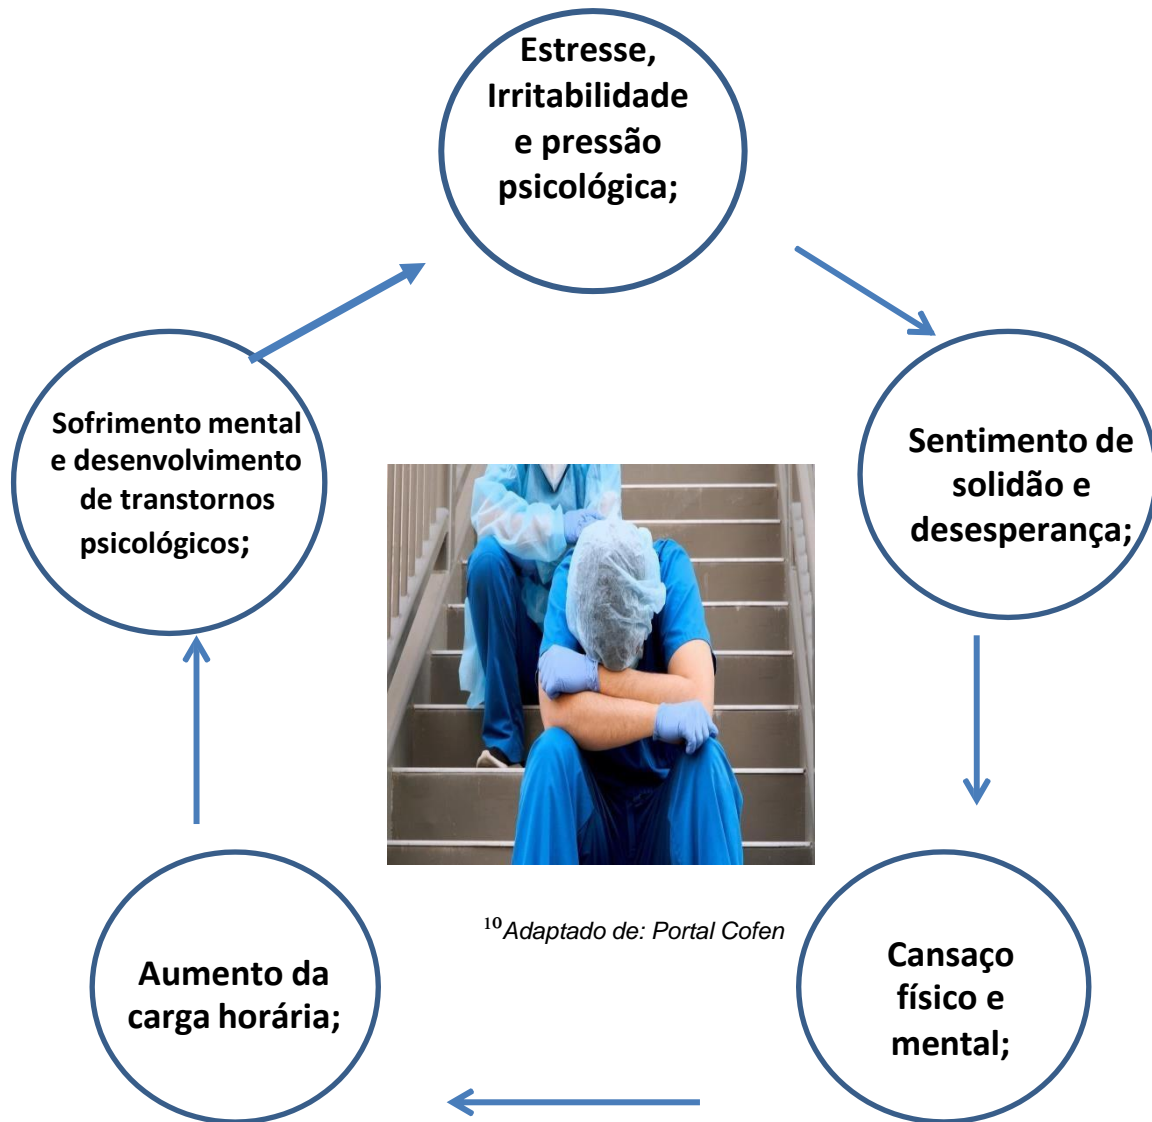 Estresse,
Irritabilidade
e pressão
psicológica;
Sentimento de
solidão e
desesperança;
Cansaço
físico e
mental;
Aumento da
carga horária;
Sofrimento mental
e desenvolvimento
de transtornos
psicológicos;
¹⁰Adaptado de: Portal Cofen